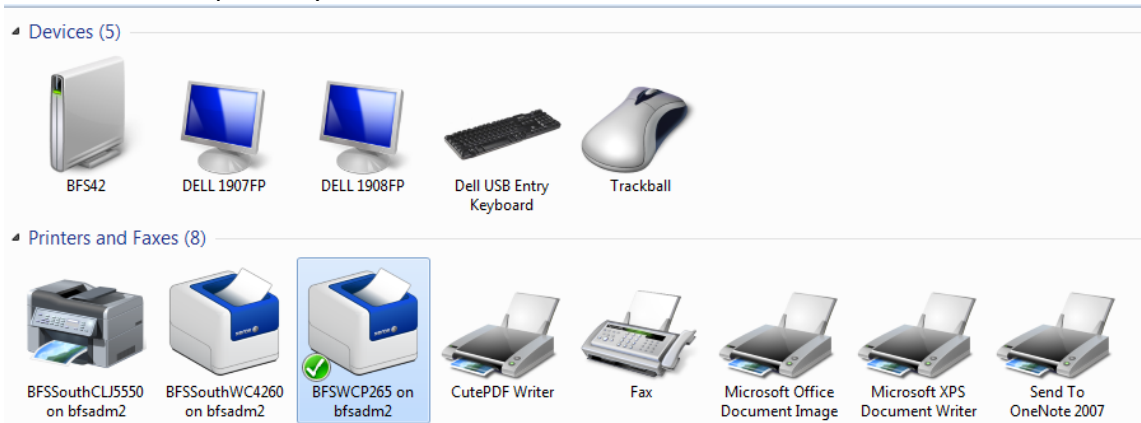 Devices (5)
BFS42
DELL 1907FP
DELL 1908FP
Dell USB Entry
Keyboard
Trackball
Printers and Faxes (8)
BFSSouthCLJ5550
on bfsadm2
BFSSouthWC4260
on bfsadm2
BFSWCP265 on
bfsadm2
CutePDF Writer
Fax
Microsoft Office
Document Image
Microsoft XPS
Document Writer
Send To
OneNote 2007